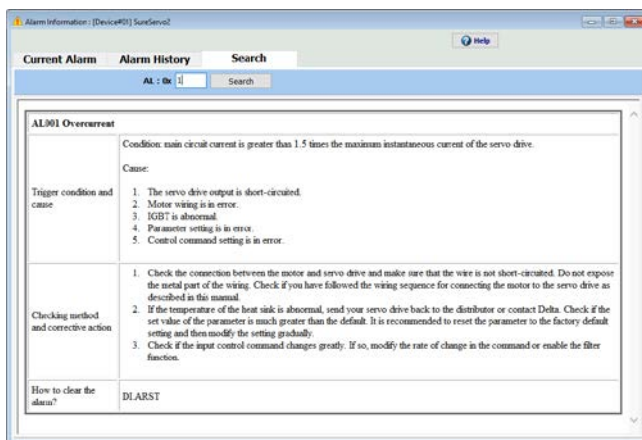 Alarm Information : [Device#01] SureServo2
Help
Current Alarm Alarm History Search
AL : 0x 1 Search
AL001 Overcurrent
Trigger condition and
cause
Condition: main circuit current is greater than 1.5 times the maximum instantaneous current of the servo drive.
Cause:
1. The servo drive output is short-circuited.
2. Motor wiring is in error.
3. IGBT is abnormal.
4. Parameter setting is in error.
5. Control command setting is in error.
Checking method
and corrective action
1. Check the connection between the motor and servo drive and make sure that the wire is not short-circuited. Do not expose
the metal part of the wiring. Check if you have followed the wiring sequence for connecting the motor to the servo drive as
described in this manual.
2. If the temperature of the heat sink is abnormal, send your servo drive back to the distributor or contact Delta. Check if the
set value of the parameter is much greater than the default. It is recommended to reset the parameter to the factory default
setting and then modify the setting gradually.
3. Check if the input control command changes greatly. If so, modify the rate of change in the command or enable the filter
function.
How to clear the
alarm?
DI.ARST